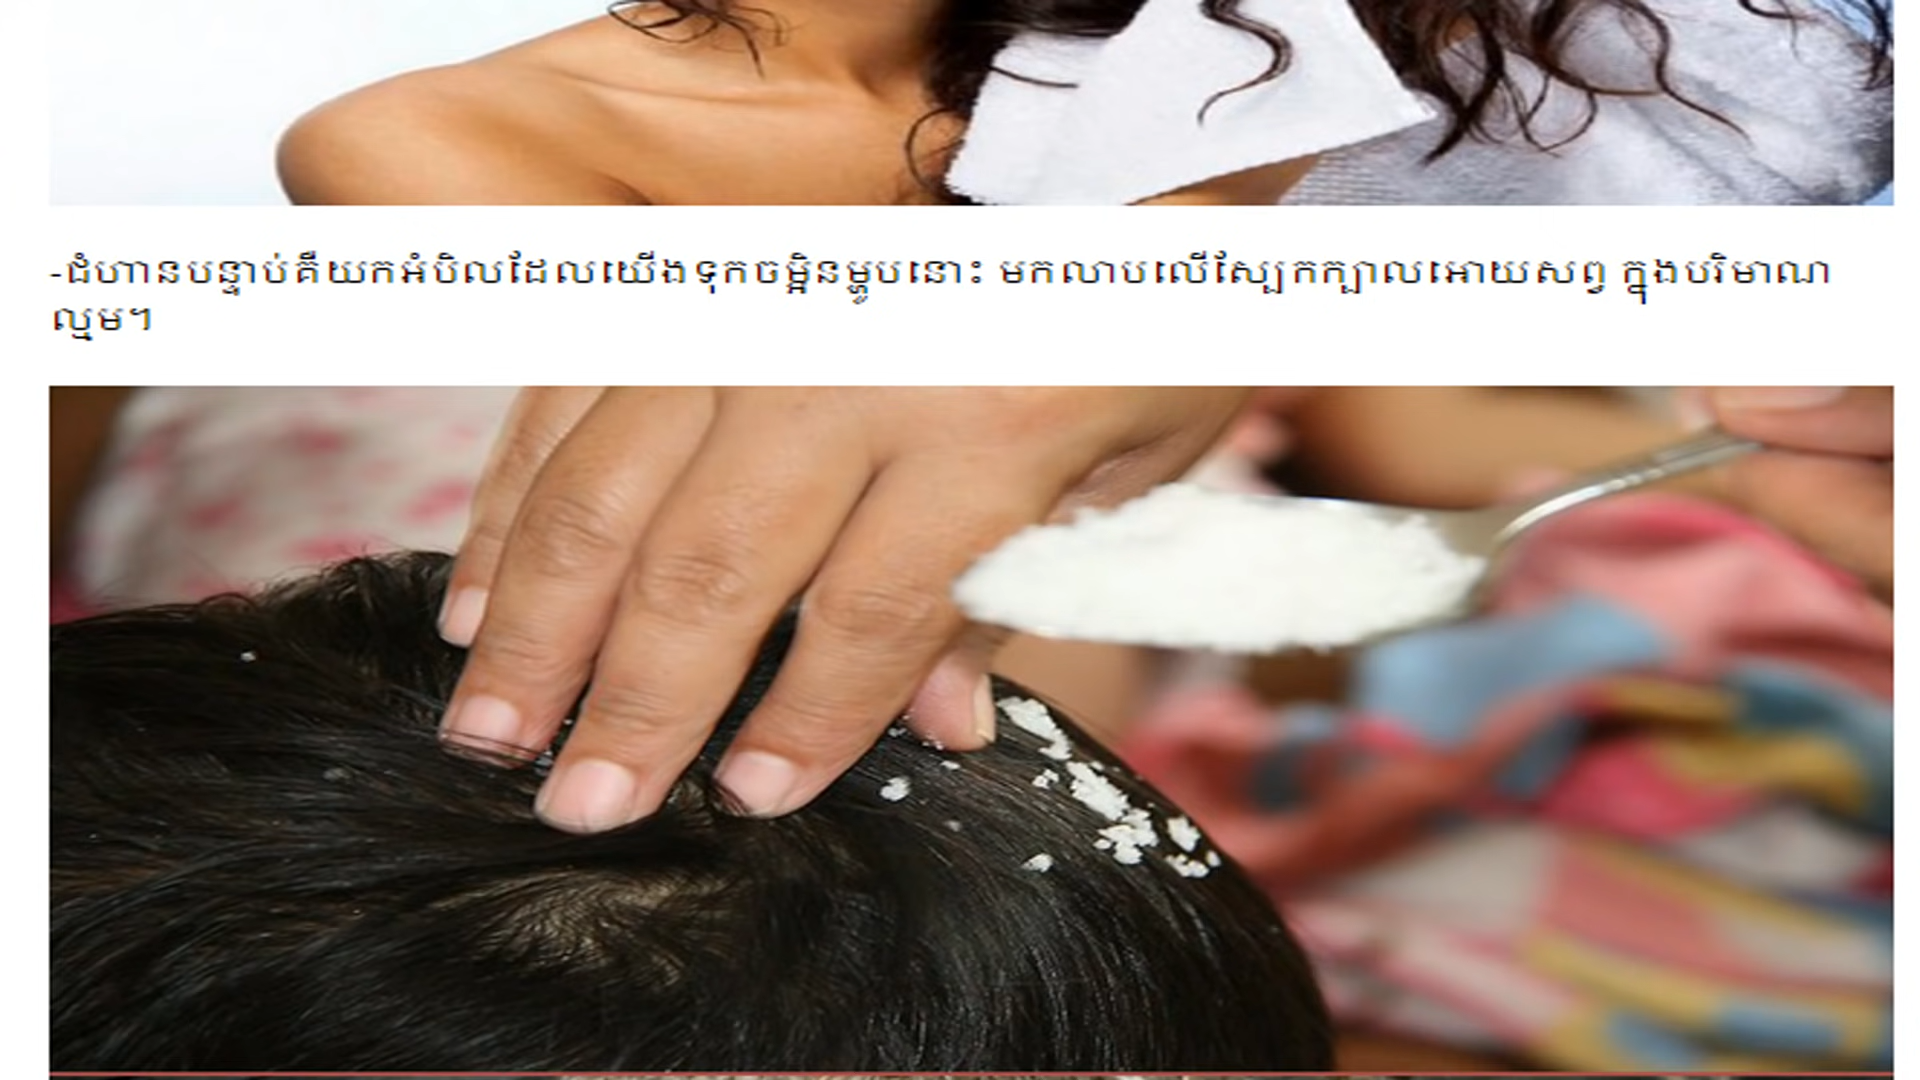 -ជំហានបន្ទាប់គឺយកអំបិលដែលយើងទុកចម្អិនម្ហូបនោះ មកលាបលើស្បែកក្បាលអោយសព្វ ក្នុងបរិមាណ
ល្មម។